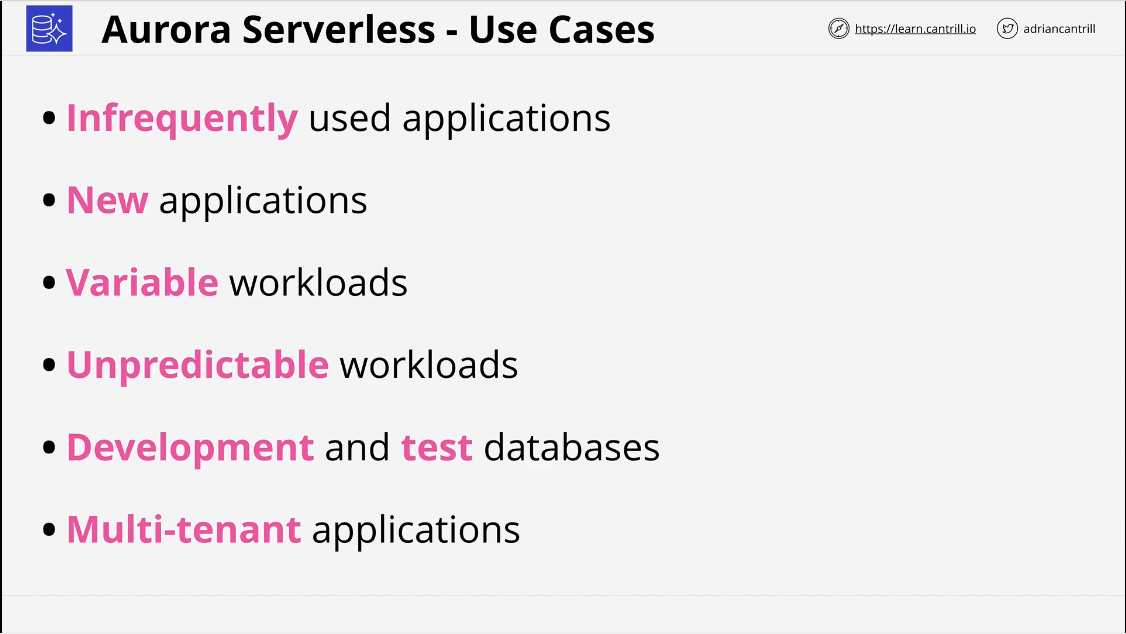 Aurora Serverless - Use Cases
https://learn.cantrill.io
adriancantrill
• Infrequently used applications
• New applications
• Variable workloads
• Unpredictable workloads
• Development and test databases
• Multi-tenant applications